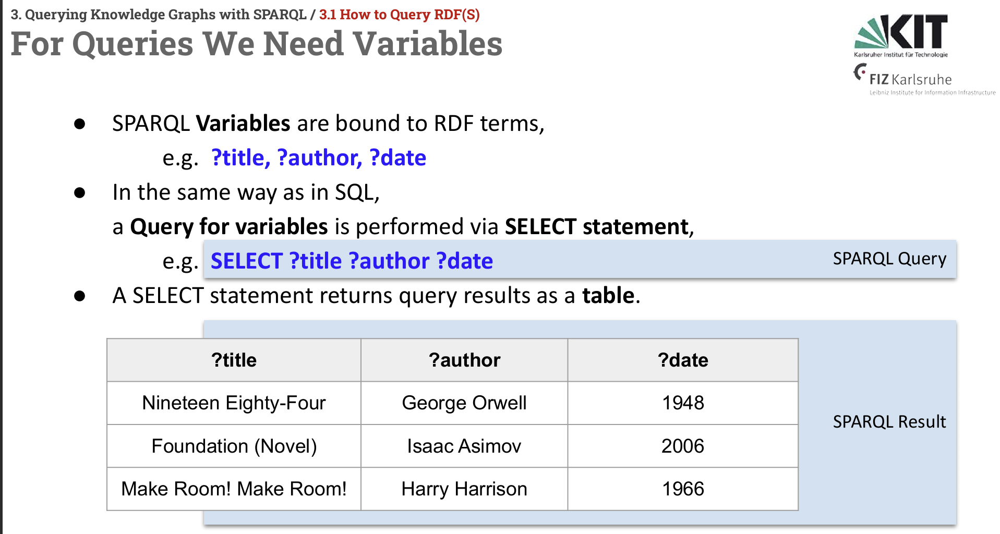 3. Querying Knowledge Graphs with SPARQL / 3.1 How to Query RDF(S)
For Queries We Need Variables
KIT
Karlsruher Institut für Technologie
FIZ Karlsruhe
Leibniz Institute for Information Infrastructure
● SPARQL Variables are bound to RDF terms,
e.g. ?title, ?author, ?date
● In the same way as in SQL,
a Query for variables is performed via SELECT statement,
e.g. SELECT ?title ?author ?date SPARQL Query
● A SELECT statement returns query results as a table.
?title ?author ?date
Nineteen Eighty-Four George Orwell 1948
Foundation (Novel) Isaac Asimov 2006
Make Room! Make Room! Harry Harrison 1966
SPARQL Result